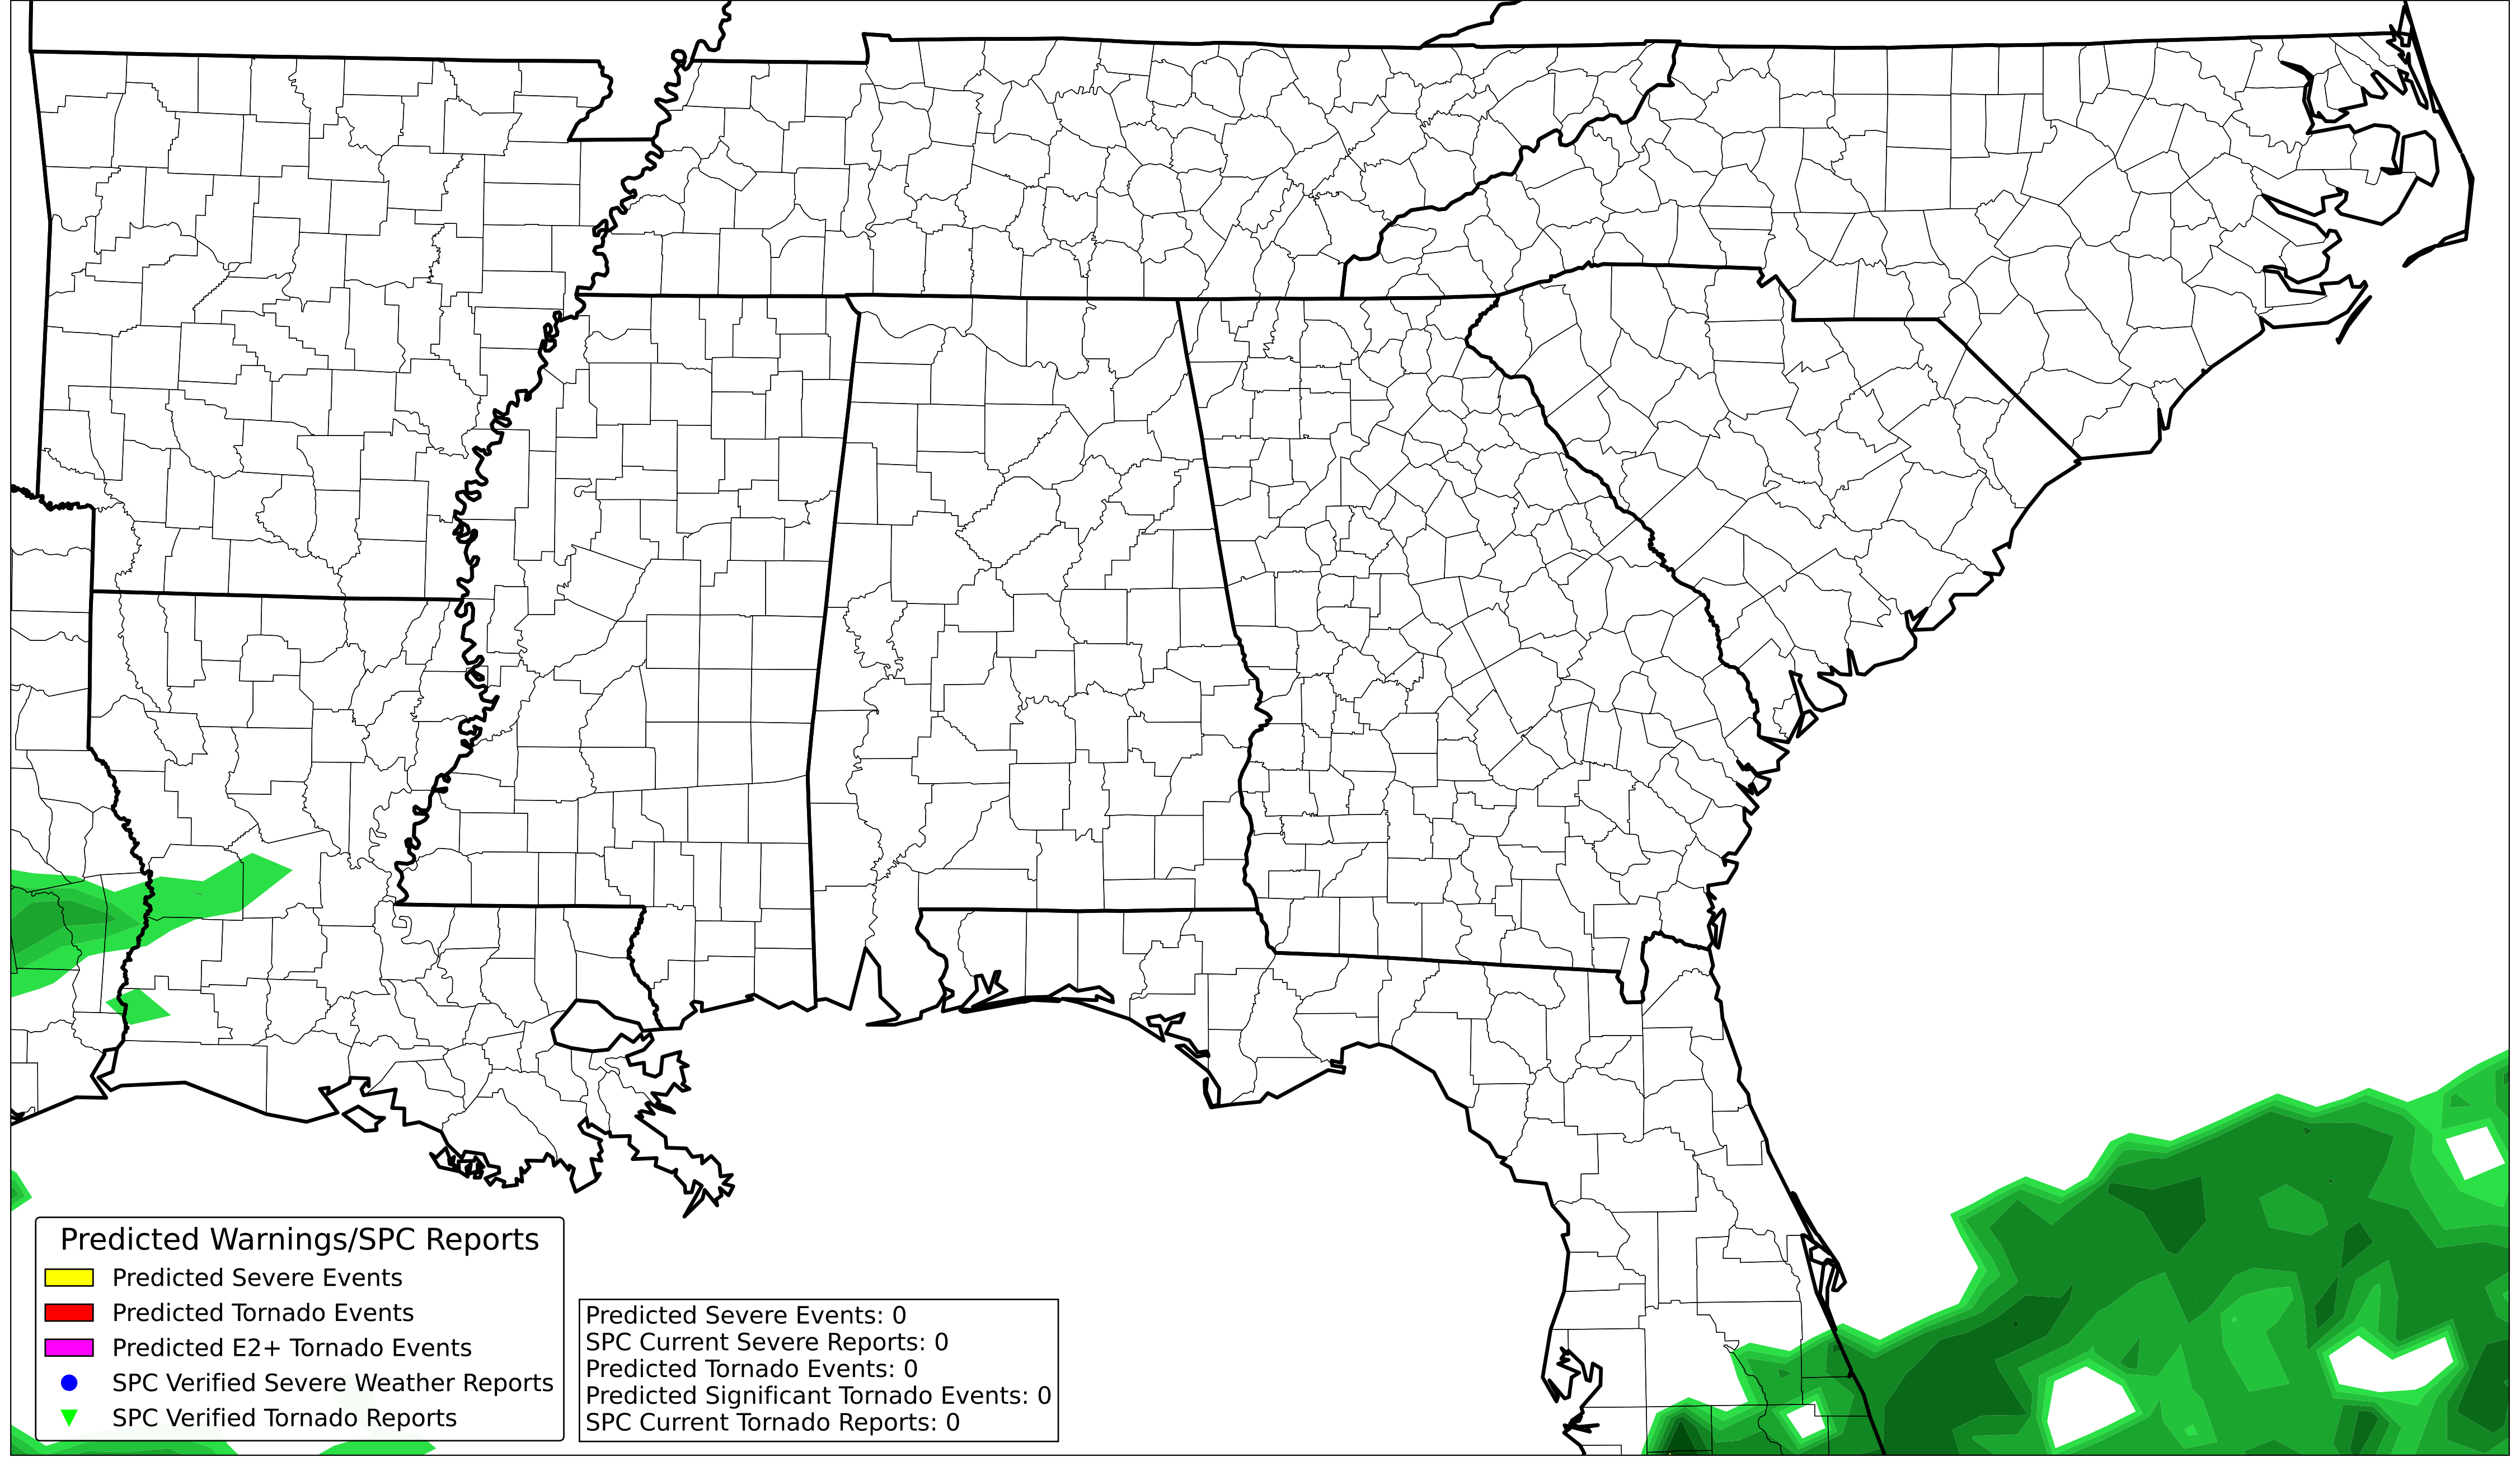 Predicted Warnings/SPC Reports
Predicted Severe Events
Predicted Tornado Events
Predicted E2+ Tornado Events
SPC Verified Severe Weather Reports
SPC Verified Tornado Reports
Predicted Severe Events: 0
SPC Current Severe Reports: 0
Predicted Tornado Events: 0
Predicted Significant Tornado Events: 0
SPC Current Tornado Reports: 0